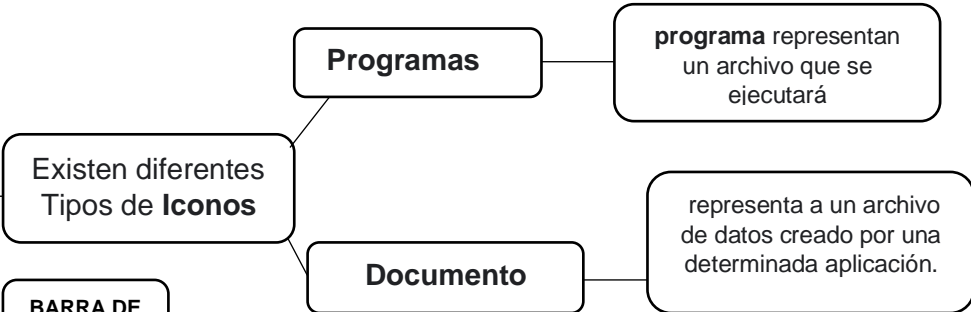 Programas
programa representan
un archivo que se
ejecutará
Existen diferentes
Tipos de Iconos
representa a un archivo
de datos creado por una
determinada aplicación.
Documento
BARRA DE